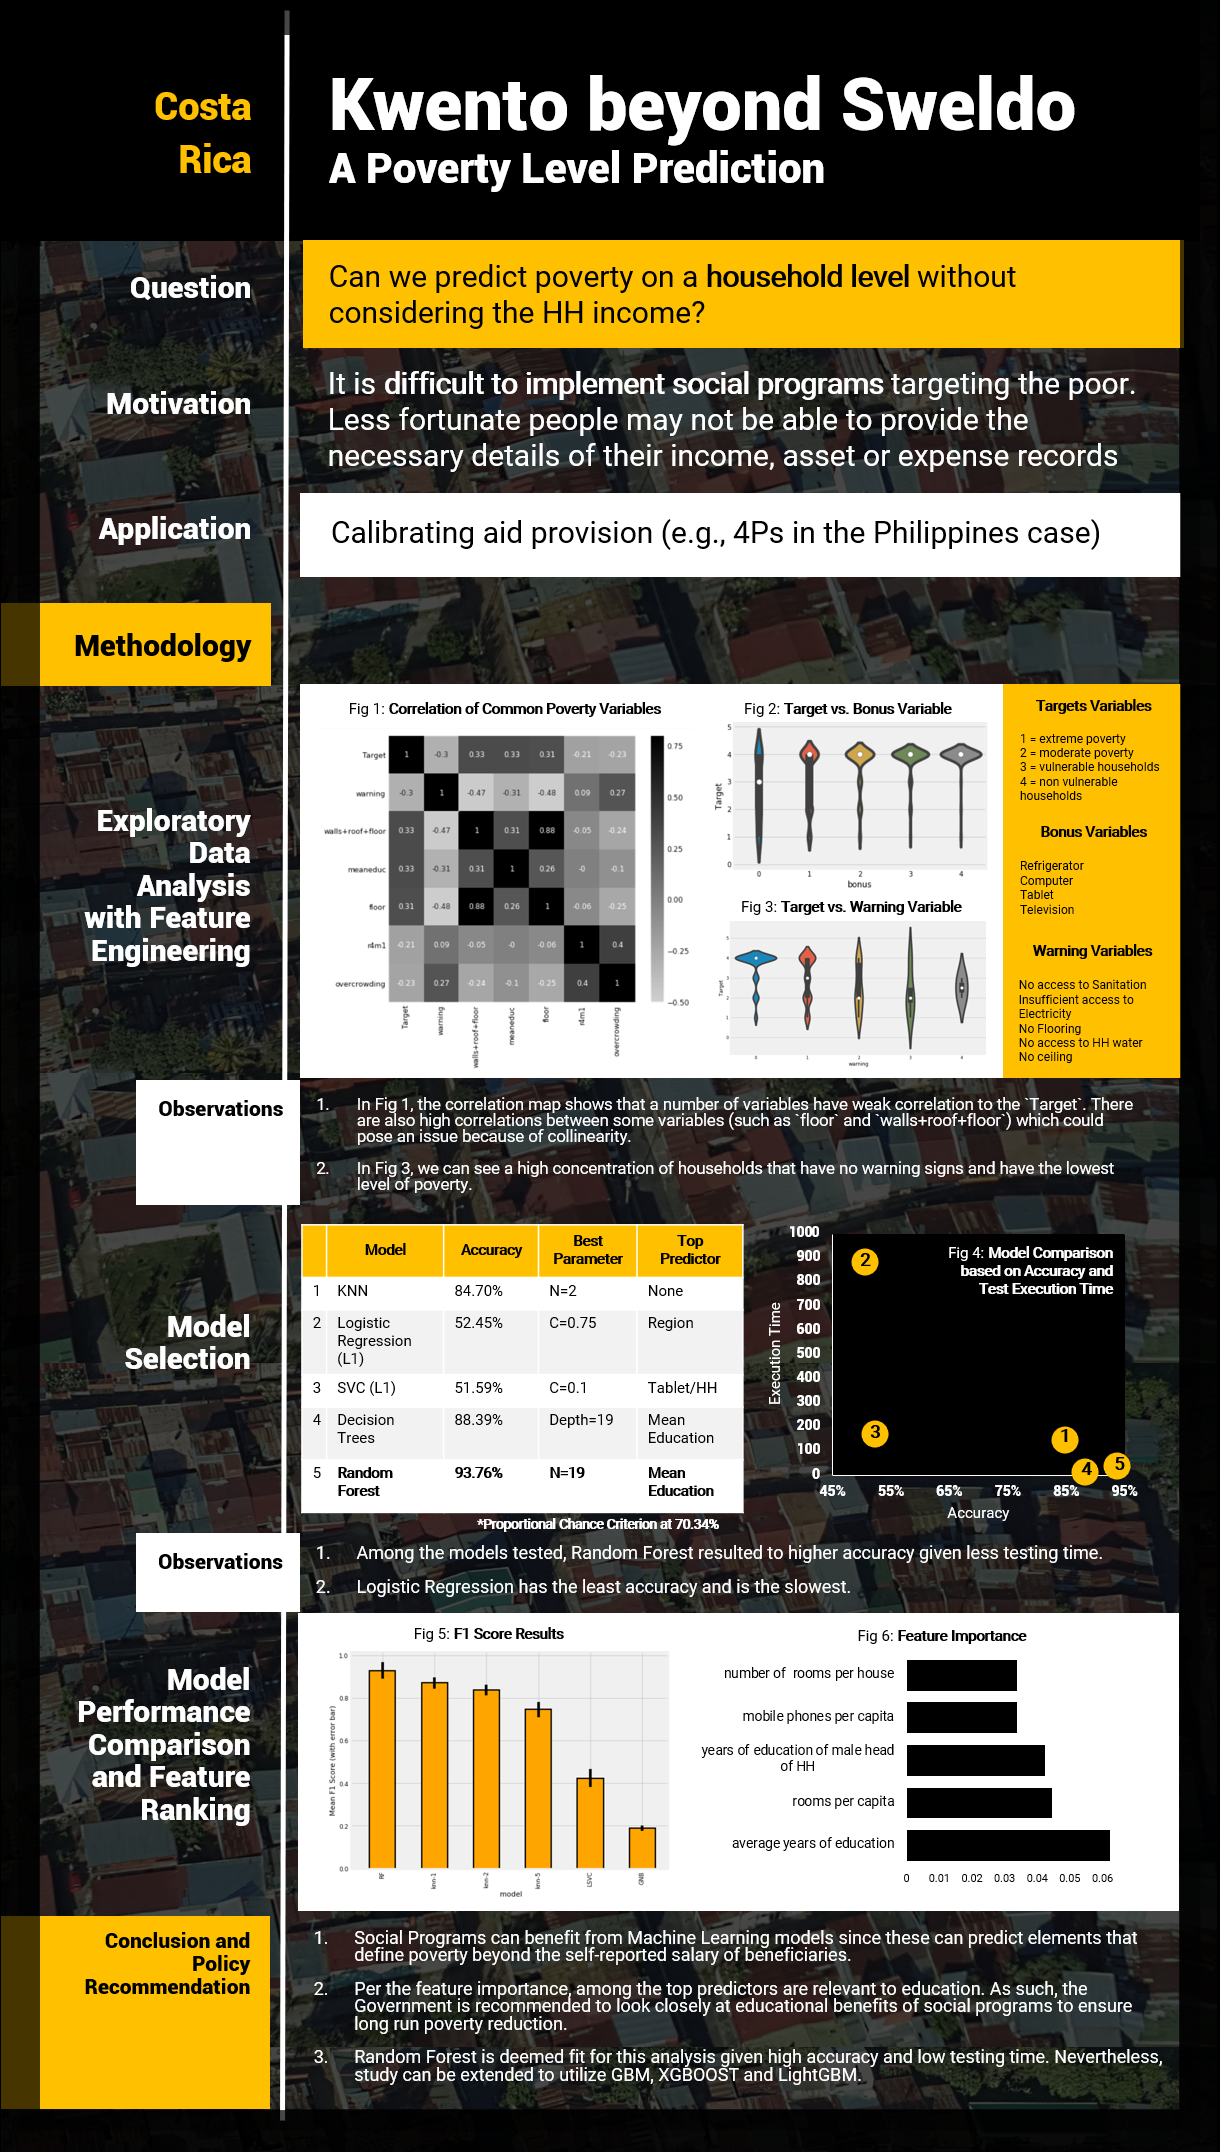 Costa
Rica
Kwento beyond Sweldo
A Poverty Level Prediction
Question
Can we predict poverty on a household level without
considering the HH income?
Motivation
It is difficult to implement social programs targeting the poor.
Less fortunate people may not be able to provide the
necessary details of their income, asset or expense records
Application
Calibrating aid provision (e.g., 4Ps in the Philippines case)
Methodology
Exploratory
Data
Analysis
with Feature
Engineering
Fig 1: Correlation of Common Poverty Variables
Target 1 -0.3 0.33 0.33 0.31 -0.21 -0.23
warning -0.3 1 -0.47 -0.31 -0.48 0.09 0.27
walls+roof+floor 0.33 -0.47 1 0.31 0.88 -0.05 -0.24
meaneduc 0.33 -0.31 0.31 1 0.26 -0 -0.1
floor 0.31 -0.48 0.88 0.26 1 -0.06 -0.25
r4m1 -0.21 0.09 -0.05 -0 -0.06 1 0.4
overcrowding -0.23 0.27 -0.24 -0.1 -0.25 0.4 1
Target warning walls+roof+floor meaneduc floor r4m1 overcrowding
0.75
0.50
0.25
0.00
−0.25
−0.50
Fig 2: Target vs. Bonus Variable
Target
5
4
3
2
1
0
0 1 2 3 4
bonus
Fig 3: Target vs. Warning Variable
Target
5
4
3
2
1
0
0 1 2 3 4
warning
Targets Variables
1 = extreme poverty
2 = moderate poverty
3 = vulnerable households
4 = non vulnerable
households
Bonus Variables
Refrigerator
Computer
Tablet
Television
Warning Variables
No access to Sanitation
Insufficient access to
Electricity
No Flooring
No access to HH water
No ceiling
Observations
1. In Fig 1, the correlation map shows that a number of variables have weak correlation to the `Target`. There
are also high correlations between some variables (such as `floor` and `walls+roof+floor`) which could
pose an issue because of collinearity.
2. In Fig 3, we can see a high concentration of households that have no warning signs and have the lowest
level of poverty.
Model
Selection
Model Accuracy Best Parameter Top Predictor
1 KNN 84.70% N=2 None
2 Logistic Regression (L1) 52.45% C=0.75 Region
3 SVC (L1) 51.59% C=0.1 Tablet/HH
4 Decision Trees 88.39% Depth=19 Mean Education
5 Random Forest 93.76% N=19 Mean Education
*Proportional Chance Criterion at 70.34%
Fig 4: Model Comparison
based on Accuracy and
Test Execution Time
Execution Time
1000
900
800
700
600
500
400
300
200
100
0
2
3
1
4
5
45% 55% 65% 75% 85% 95%
Accuracy
Observations
1. Among the models tested, Random Forest resulted to higher accuracy given less testing time.
2. Logistic Regression has the least accuracy and is the slowest.
Model
Performance
Comparison
and Feature
Ranking
Fig 5: F1 Score Results
Mean F1 Score (with error bar)
1.0
0.8
0.6
0.4
0.2
0.0
RF knn-1 knn-2 knn-5 LSVC GNB
model
Fig 6: Feature Importance
number of rooms per house
mobile phones per capita
years of education of male head
of HH
rooms per capita
average years of education
0 0.01 0.02 0.03 0.04 0.05 0.06
Conclusion and
Policy
Recommendation
1. Social Programs can benefit from Machine Learning models since these can predict elements that
define poverty beyond the self-reported salary of beneficiaries.
2. Per the feature importance, among the top predictors are relevant to education. As such, the
Government is recommended to look closely at educational benefits of social programs to ensure
long run poverty reduction.
3. Random Forest is deemed fit for this analysis given high accuracy and low testing time. Nevertheless,
study can be extended to utilize GBM, XGBOOST and LightGBM.